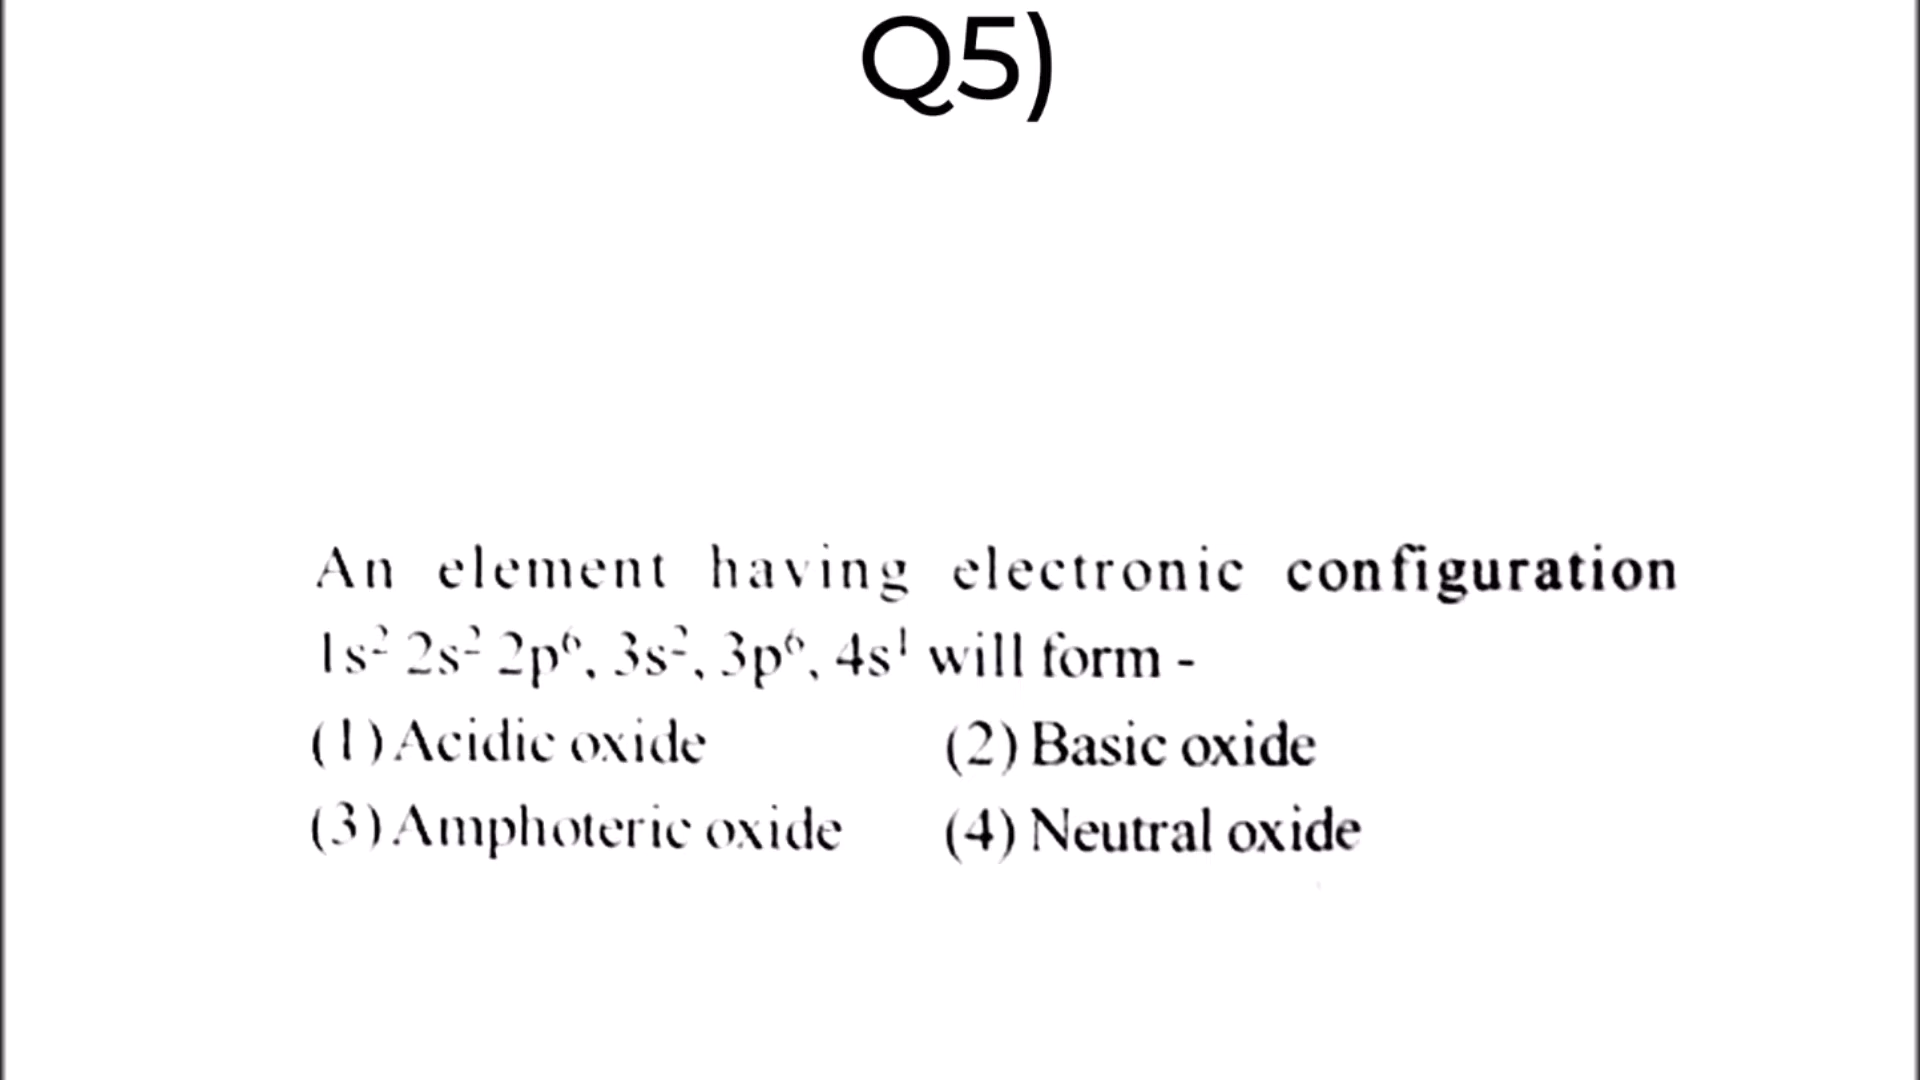 Q5)
An element having electronic configuration
1s² 2s² 2p⁶, 3s², 3p⁶, 4s¹ will form -
(1) Acidic oxide (2) Basic oxide
(3) Amphoteric oxide (4) Neutral oxide